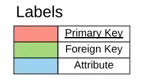 Labels
Primary Key
Foreign Key
Attribute